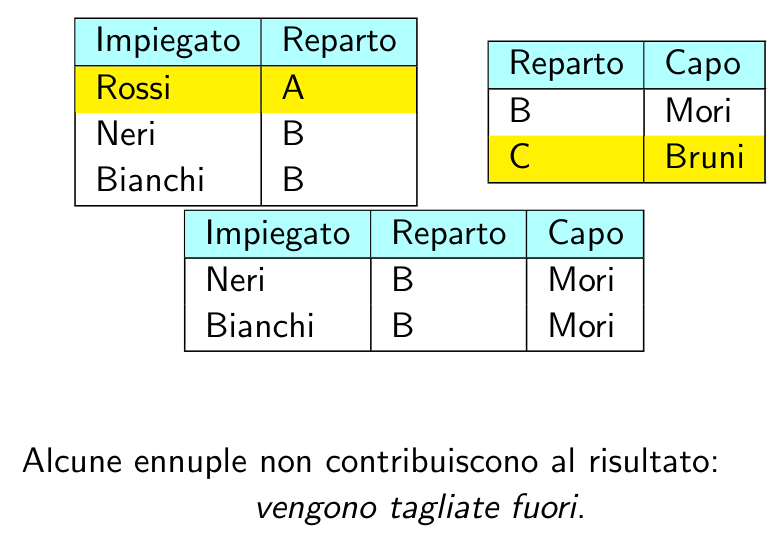 Impiegato Reparto
Rossi A
Neri B
Bianchi B
Reparto Capo
B Mori
C Bruni
Impiegato Reparto Capo
Neri B Mori
Bianchi B Mori
Alcune ennuple non contribuiscono al risultato:
vengono tagliate fuori.